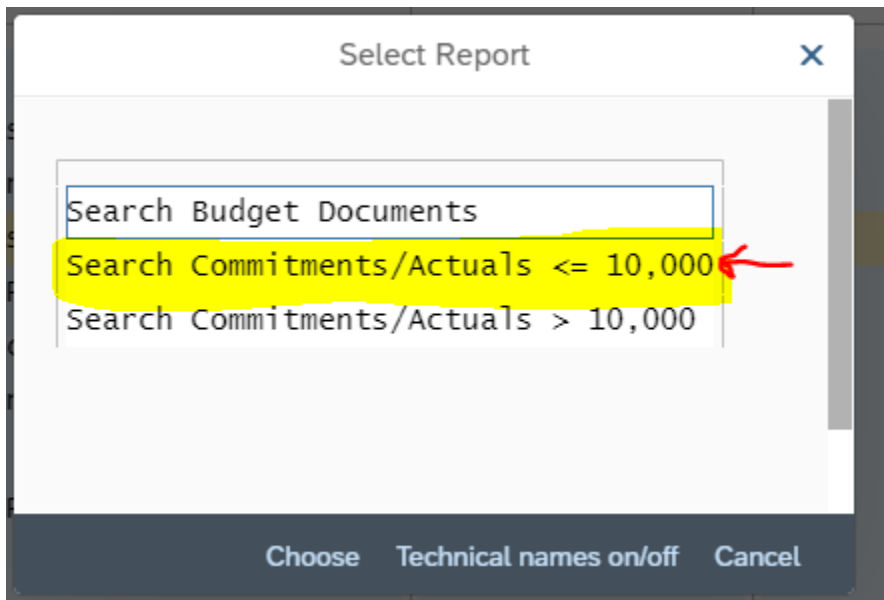 Select Report
Search Budget Documents
Search Commitments/Actuals <= 10,000
Search Commitments/Actuals > 10,000
Choose Technical names on/off Cancel